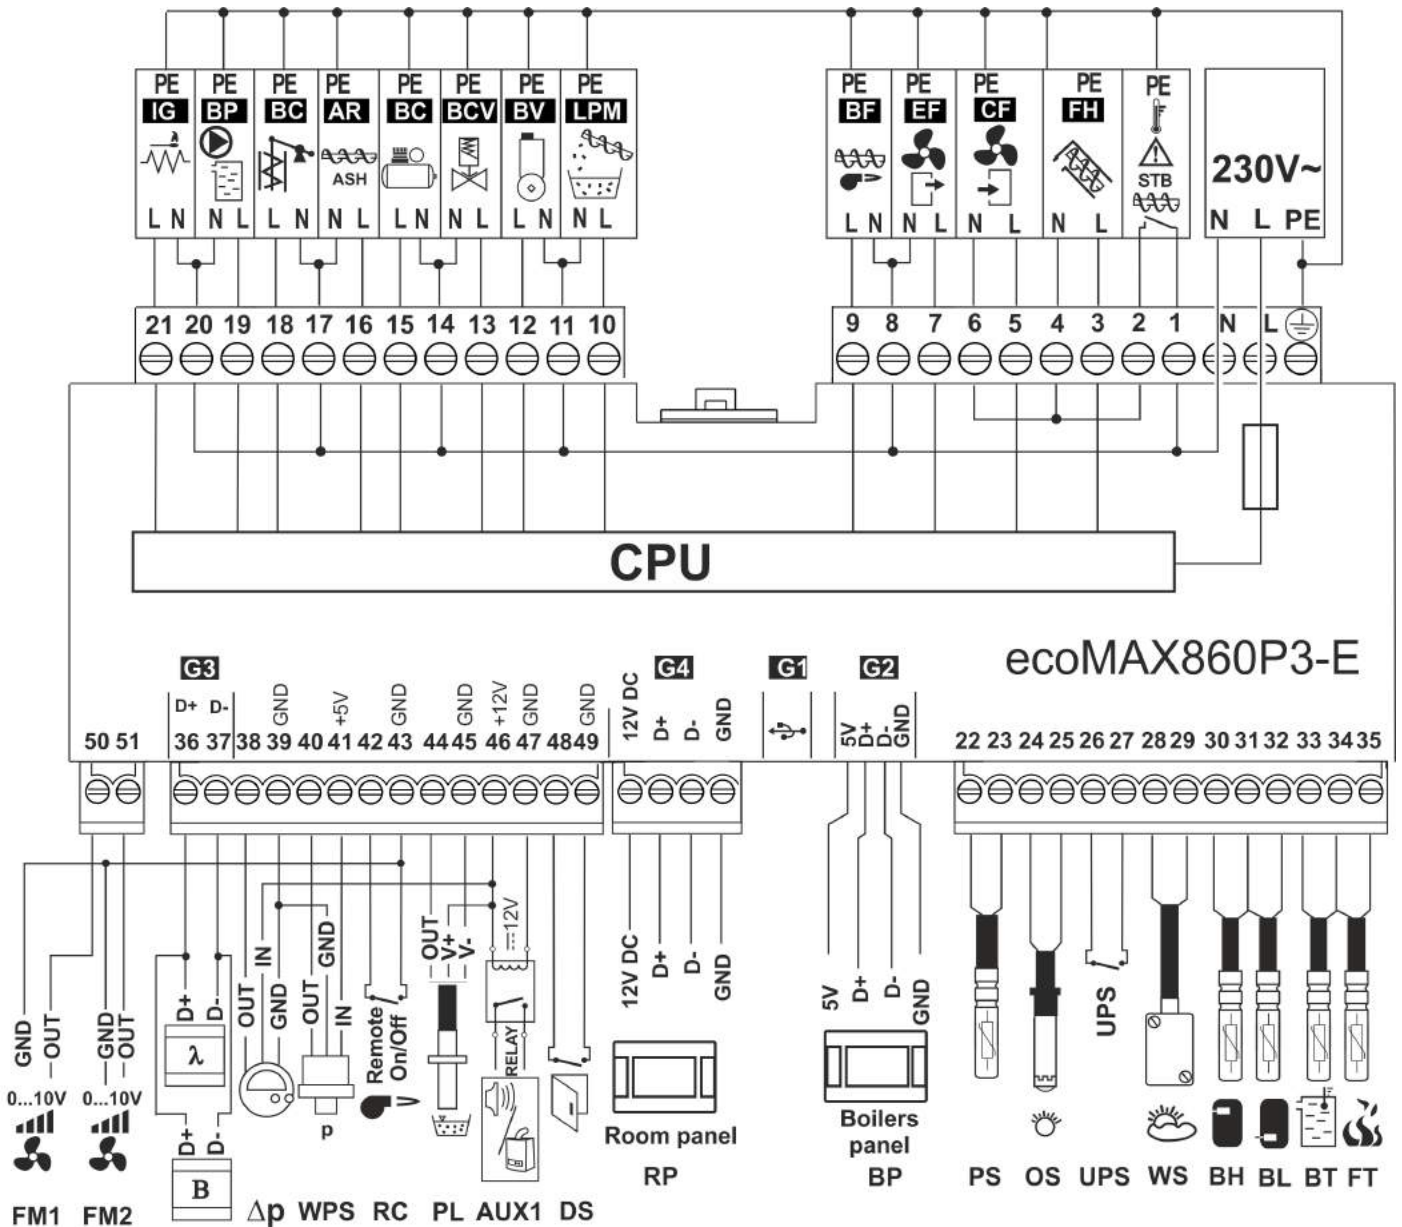 PE PE PE PE PE PE PE PE
IG BP BC AR BC BCV BV LPM
λ
ASH
L N N L L N N L L N N L L N N L
21 20 19 18 17 16 15 14 13 12 11 10
PE PE PE PE PE
BF EF CF FH
STB
L N N L N L N L
230V~
N L PE
9 8 7 6 5 4 3 2 1 N L
CPU
ecoMAX860P3-E
G3 G4 G1 G2
D+ D- GND +5V GND GND +12V GND GND
12V DC D+ D- GND
5V D+ D- GND
50 51 36 37 38 39 40 41 42 43 44 45 46 47 48 49
22 23 24 25 26 27 28 29 30 31 32 33 34 35
GND OUT GND OUT
0...10V 0...10V
FM1 FM2
D+ D-
λ
D+ D-
B
OUT IN GND
Δp
OUT GND IN
p
WPS
Remote
On/Off
RC
OUT V+ V-
PL
12V
RELAY
AUX1
DS
12V DC D+ D- GND
Room panel
RP
5V D+ D- GND
Boilers
panel
BP
UPS
PS OS UPS WS BH BL BT FT